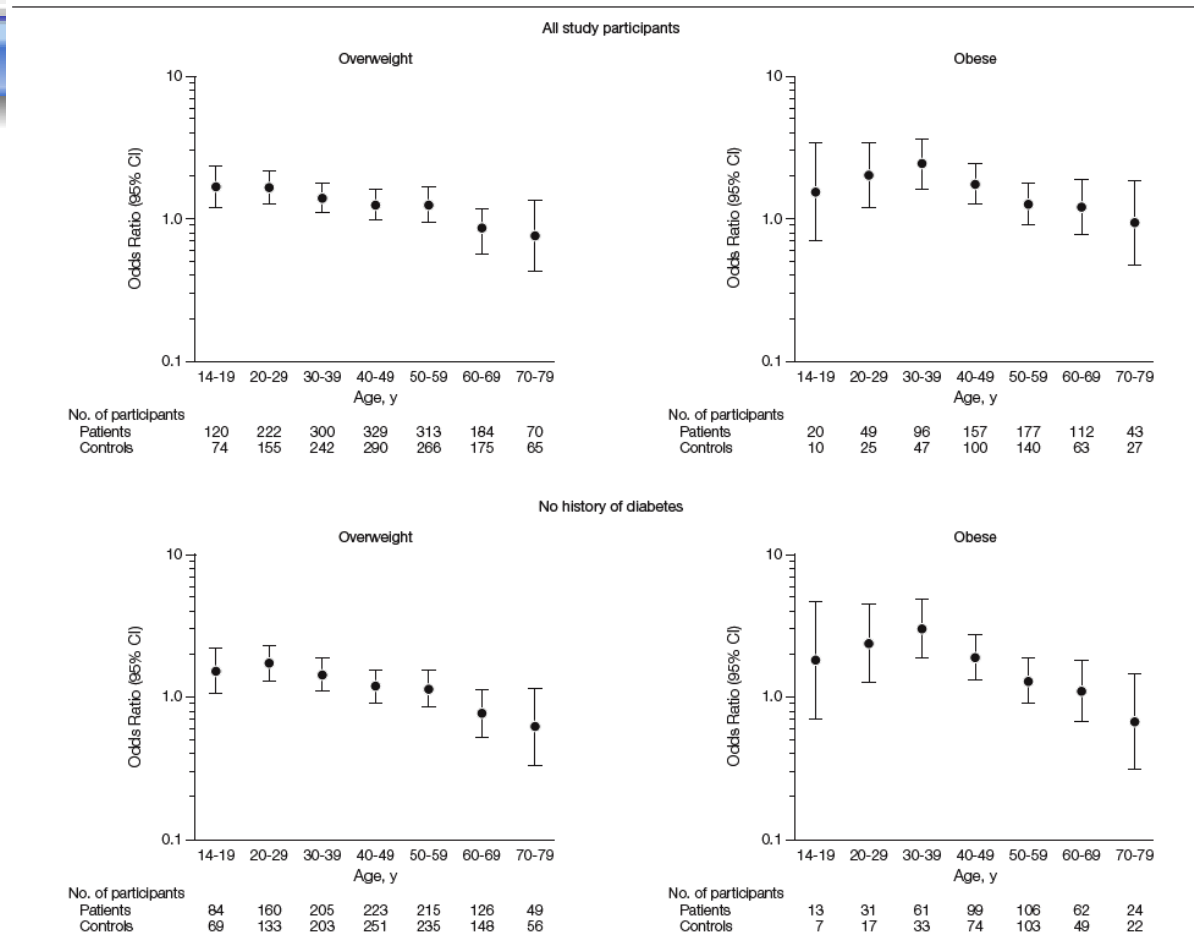 All study participants
Overweight
Odds Ratio (95% CI)
10
1.0
0.1
14-19 20-29 30-39 40-49 50-59 60-69 70-79
Age, y
No. of participants
Patients 120 222 300 329 313 184 70
Controls 74 155 242 290 266 175 65
Obese
Odds Ratio (95% CI)
10
1.0
0.1
14-19 20-29 30-39 40-49 50-59 60-69 70-79
Age, y
No. of participants
Patients 20 49 96 157 177 112 43
Controls 10 25 47 100 140 63 27
No history of diabetes
Overweight
Odds Ratio (95% CI)
10
1.0
0.1
14-19 20-29 30-39 40-49 50-59 60-69 70-79
Age, y
No. of participants
Patients 84 160 205 223 215 126 49
Controls 69 133 203 251 235 148 56
Obese
Odds Ratio (95% CI)
10
1.0
0.1
14-19 20-29 30-39 40-49 50-59 60-69 70-79
Age, y
No. of participants
Patients 13 31 61 99 106 62 24
Controls 7 17 33 74 103 49 22